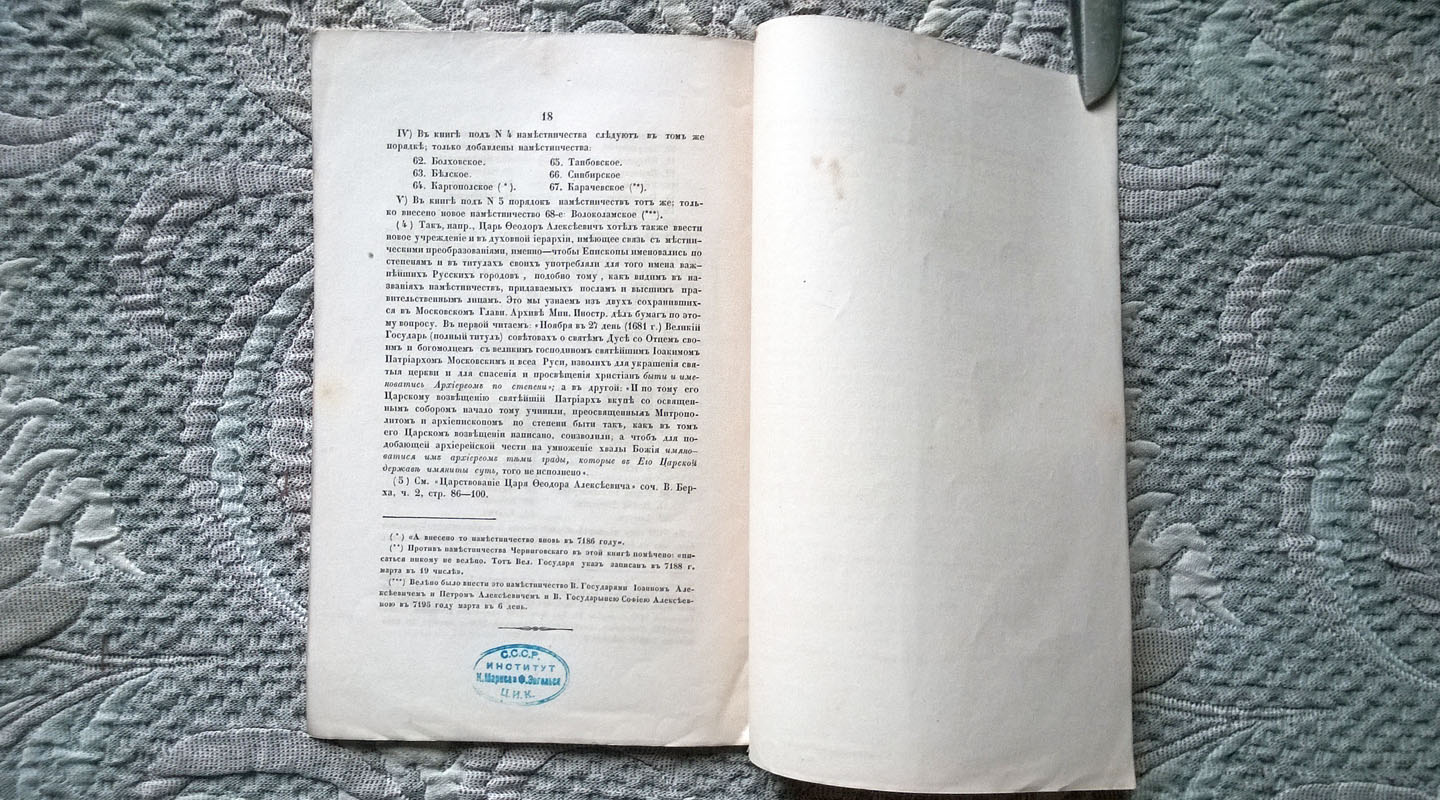 18
IV) Въ книгѣ подъ N 4 намѣстничества слѣдуютъ въ томъ же
порядкѣ; только добавлены намѣстничества:
62. Болховское. 65. Танбовское.
63. Бѣлское. 66. Синбирское
64. Каргопольское ( * ). 67. Карачевское (**).
V) Въ книгѣ подъ N 5 порядокъ намѣстничествъ тотъ же; толь-
ко внесено новое намѣстничество 68-е Волоколамское (***).
( 4 ) Такъ, напр., Царь Ѳеодоръ Алексѣевич хотѣлъ также ввести
новое учрежденіе и въ духовной іерархіи, имѣющее связь съ мѣстни-
ческими преобразованіями, именно—чтобы Епископы именовались по
степенямъ и въ титулахъ своихъ употребляли для того имена важ-
нѣйшихъ Русскихъ городовъ , подобно тому , какъ видимъ въ на-
званіяхъ намѣстничествъ, придаваемыхъ посламъ и высшимъ пра-
вительственнымъ лицамъ. Это мы узнаемъ изъ двухъ сохранивших-
ся въ Московскомъ Главн. Архивѣ Мин. Иностр. дѣлъ бумагъ по это-
му вопросу. Въ первой читаемъ: «Ноября въ 27 день (1681 г.) Великій
Государь (полный титулъ) совѣтовахъ о святѣмъ Дусѣ со Отцемъ сво-
имъ и богомолцемъ съ великимъ господиномъ святѣйшимъ Іоакимомъ
Патріархомъ Московскимъ и всеа Русіи, изволихъ для украшенія свя-
тыя церкви и для спасенія и просвѣщенія христіанъ быти и име-
новатись Архіереомъ по степени»; а въ другой: «И по тому его
Царскому возвѣщенію святѣйшій Патріархъ вкупѣ со освящен-
нымъ соборомъ начало тому учинили, преосвященнымъ Митропо-
литомъ и архіепископомъ по степени быти такъ, какъ въ томъ
его Царскомъ возвѣщеніи написано, соизволили; а чтобъ для по-
добающей архіерейской чести на умноженіе хвалы Божія имяно-
ватися имъ архіереомъ тѣми грады, которые въ Его Царской
державѣ имяниты суть, того не исполнено».
( 5 ) См. «Царствованіе Царя Ѳеодора Алексѣевича» соч. В. Бер-
ха, ч. 2, стр. 86—100.
( * ) «А внесено то намѣстничество вновь въ 7186 году».
(**) Противъ намѣстничества Черниговскаго въ этой книгѣ помѣчено: «пи-
саться никому не велѣно. Тотъ Вел. Государя указъ записанъ въ 7188 г.
марта въ 19 числѣ».
(***) Велѣно было внести это намѣстничество В. Государями Іоанномъ Але-
ксѣевичемъ и Петромъ Алексѣевичемъ и В. Государынею Софіею Алексѣев-
ною въ 7195 году марта въ 6 день.
С.С.С.Р.
ИНСТИТУТ
К. Маркса и Ф. Энгельса
Ц.И.К.